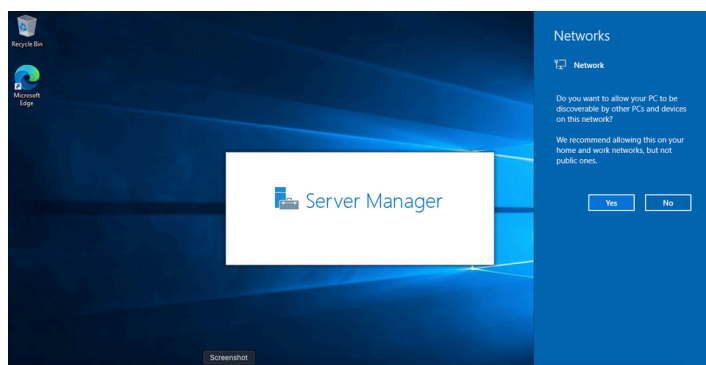 Recycle Bin
Microsoft
Edge
Server Manager
Screenshot
Networks
Network
Do you want to allow your PC to be
discoverable by other PCs and devices
on this network?
We recommend allowing this on your
home and work networks, but not
public ones.
Yes No